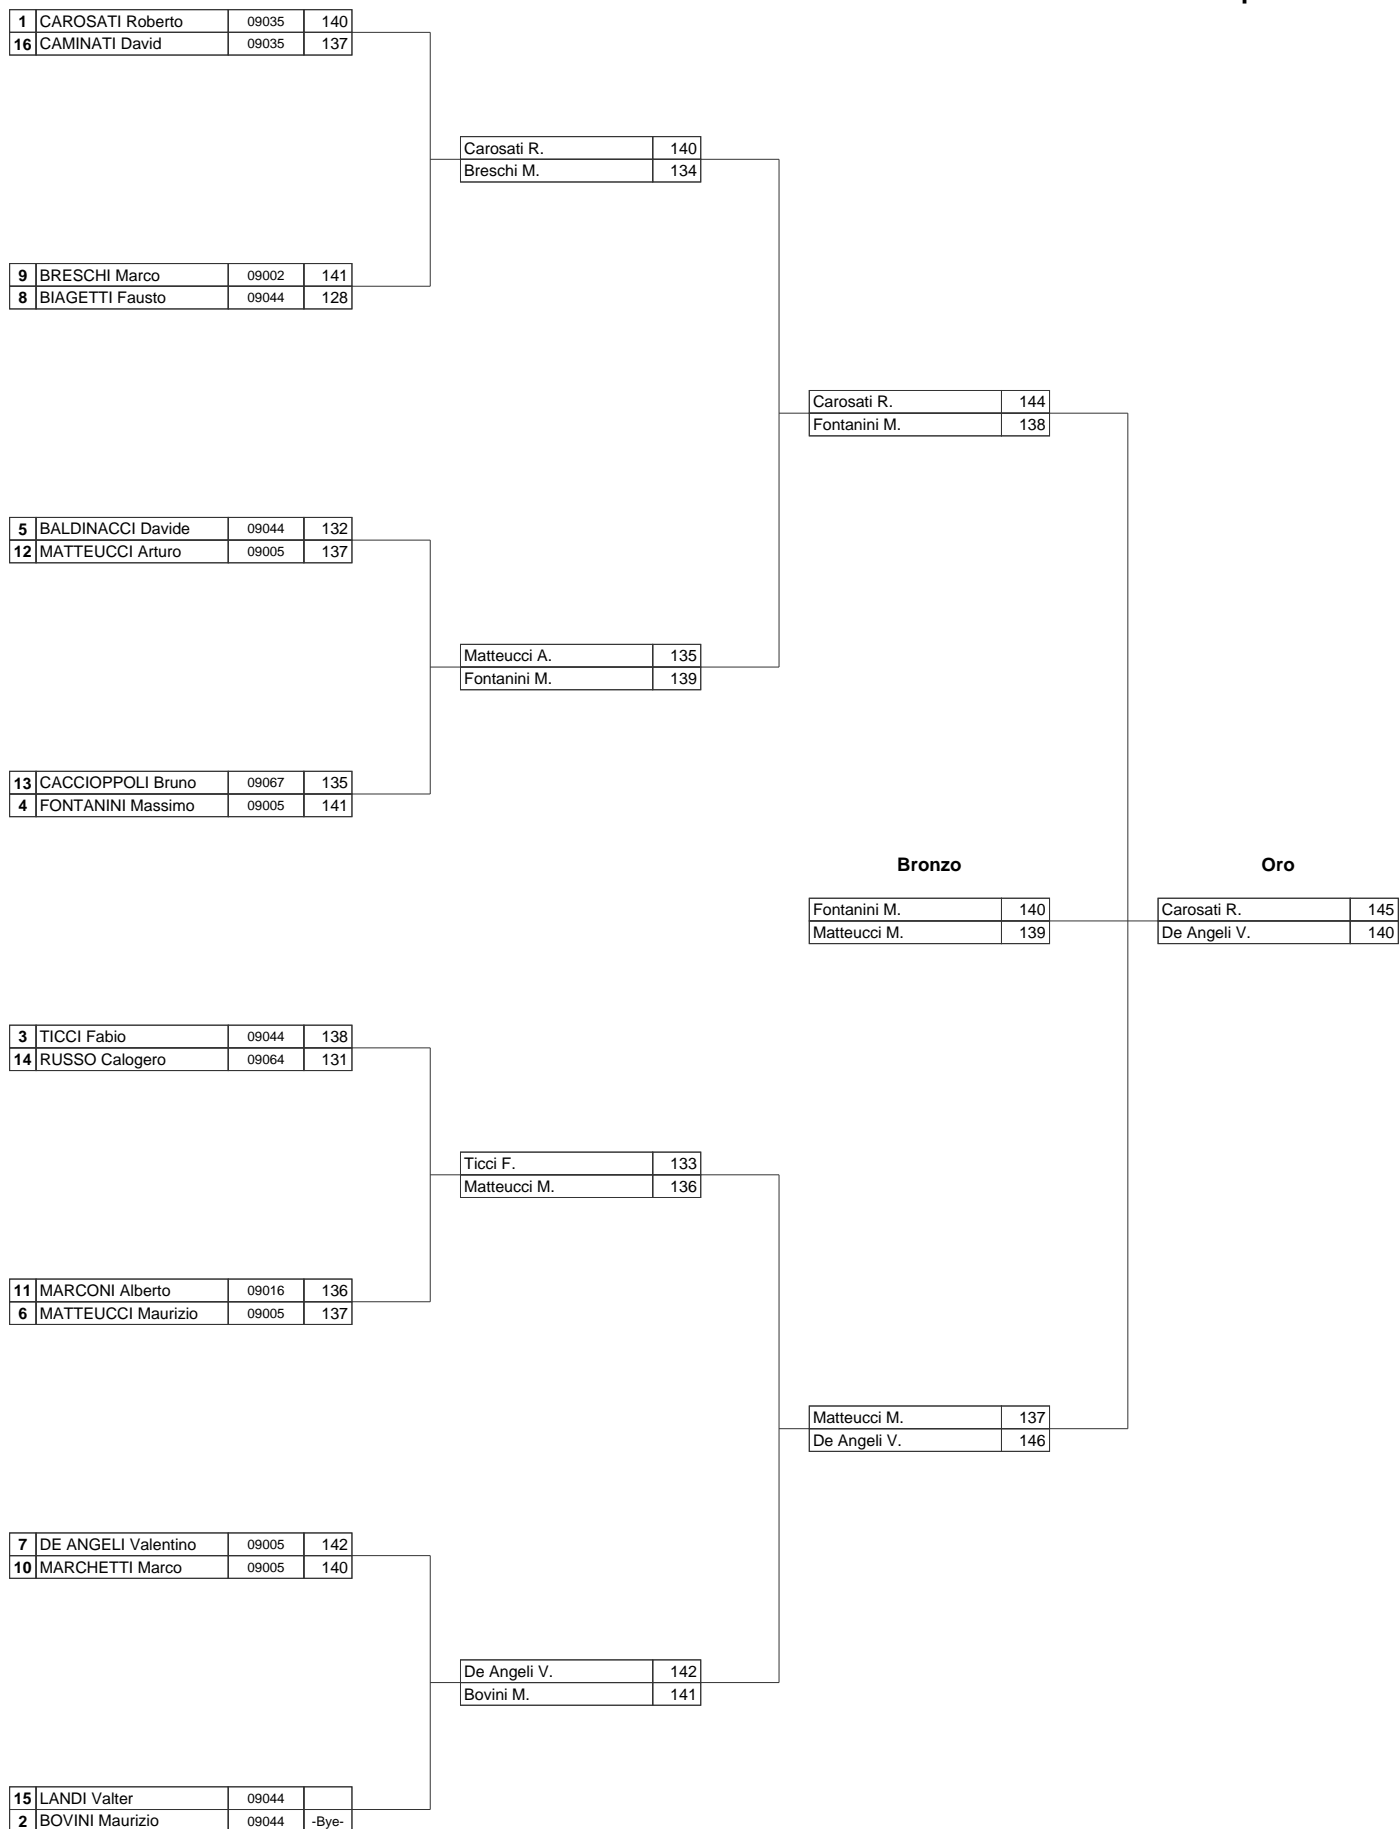 1 CAROSATI Roberto 09035 140
16 CAMINATI David 09035 137
Carosati R. 140
Breschi M. 134
9 BRESCHI Marco 09002 141
8 BIAGETTI Fausto 09044 128
Carosati R. 144
Fontanini M. 138
5 BALDINACCI Davide 09044 132
12 MATTEUCCI Arturo 09005 137
Matteucci A. 135
Fontanini M. 139
13 CACCIOPPOLI Bruno 09067 135
4 FONTANINI Massimo 09005 141
Bronzo Oro
Fontanini M. 140 Carosati R. 145
Matteucci M. 139 De Angeli V. 140
3 TICCI Fabio 09044 138
14 RUSSO Calogero 09064 131
Ticci F. 133
Matteucci M. 136
11 MARCONI Alberto 09016 136
6 MATTEUCCI Maurizio 09005 137
Matteucci M. 137
De Angeli V. 146
7 DE ANGELI Valentino 09005 142
10 MARCHETTI Marco 09005 140
De Angeli V. 142
Bovini M. 141
15 LANDI Valter 09044
2 BOVINI Maurizio 09044 -Bye-